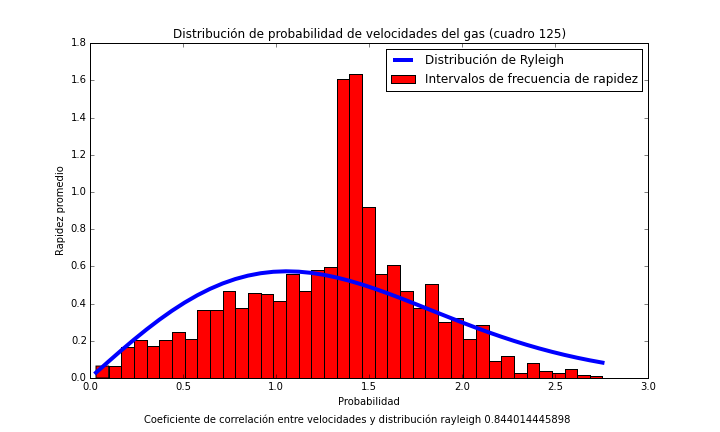 Distribución de probabilidad de velocidades del gas (cuadro 125)
Distribución de Ryleigh
Intervalos de frecuencia de rapidez
Rapidez promedio
1.8
1.6
1.4
1.2
1.0
0.8
0.6
0.4
0.2
0.0
0.0 0.5 1.0 1.5 2.0 2.5 3.0
Probabilidad
Coeficiente de correlación entre velocidades y distribución rayleigh 0.844014445898